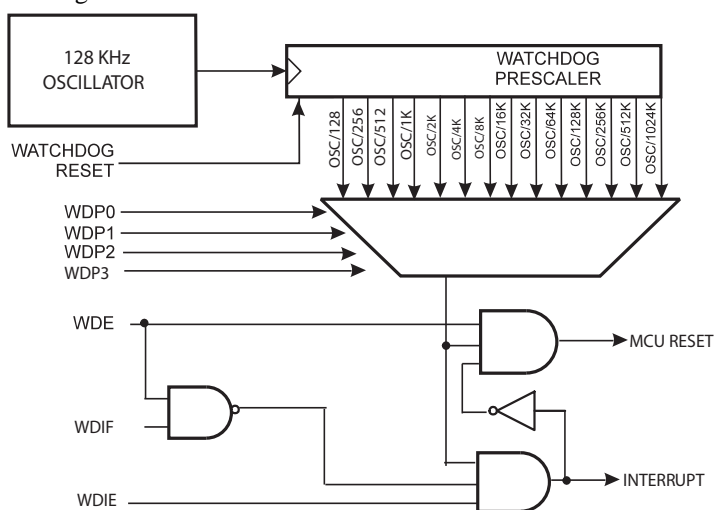 128 KHz
OSCILLATOR
WATCHDOG
PRESCALER
OSC/128
OSC/256
OSC/512
OSC/1K
OSC/2K
OSC/4K
OSC/8K
OSC/16K
OSC/32K
OSC/64K
OSC/128K
OSC/256K
OSC/512K
OSC/1024K
WATCHDOG
RESET
WDP0
WDP1
WDP2
WDP3
WDE
MCU RESET
WDIF
INTERRUPT
WDIE